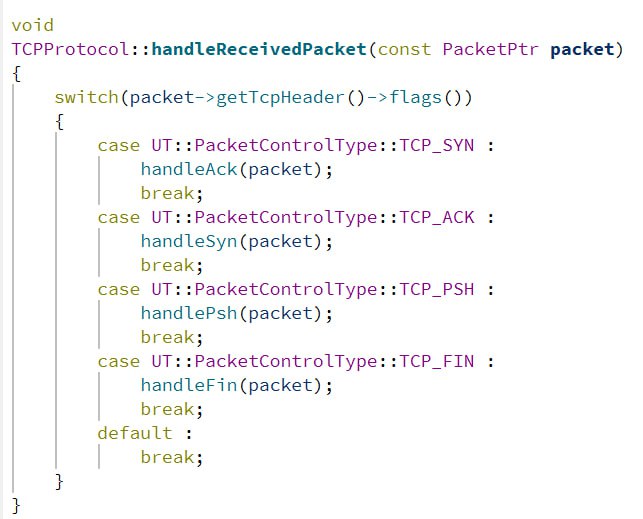 void
TCPProtocol::handleReceivedPacket(const PacketPtr packet)
{
    switch(packet->getTcpHeader()->flags())
    {
        case UT::PacketControlType::TCP_SYN :
            handleAck(packet);
            break;
        case UT::PacketControlType::TCP_ACK :
            handleSyn(packet);
            break;
        case UT::PacketControlType::TCP_PSH :
            handlePsh(packet);
            break;
        case UT::PacketControlType::TCP_FIN :
            handleFin(packet);
            break;
        default :
            break;
    }
}